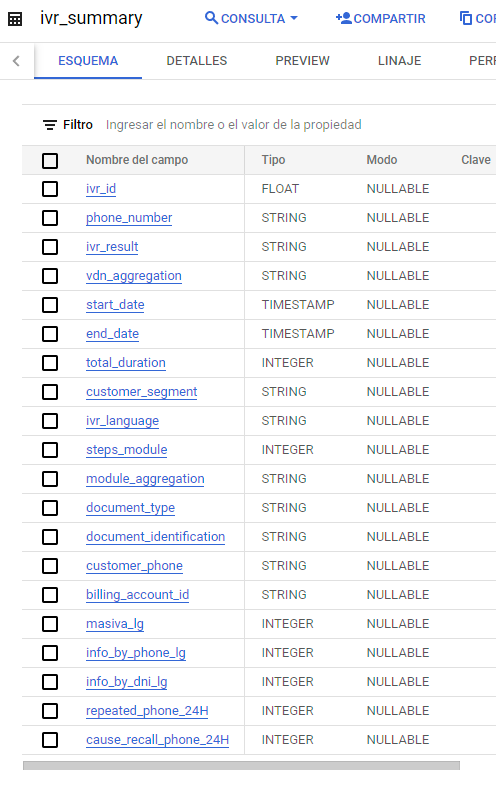 ivr_summary CONSULTA COMPARTIR COP
ESQUEMA DETALLES PREVIEW LINAJE PERF
Filtro Ingresar el nombre o el valor de la propiedad
Nombre del campo Tipo Modo Clave
ivr_id FLOAT NULLABLE
phone_number STRING NULLABLE
ivr_result STRING NULLABLE
vdn_aggregation STRING NULLABLE
start_date TIMESTAMP NULLABLE
end_date TIMESTAMP NULLABLE
total_duration INTEGER NULLABLE
customer_segment STRING NULLABLE
ivr_language STRING NULLABLE
steps_module INTEGER NULLABLE
module_aggregation STRING NULLABLE
document_type STRING NULLABLE
document_identification STRING NULLABLE
customer_phone STRING NULLABLE
billing_account_id STRING NULLABLE
masiva_lg INTEGER NULLABLE
info_by_phone_lg INTEGER NULLABLE
info_by_dni_lg INTEGER NULLABLE
repeated_phone_24H INTEGER NULLABLE
cause_recall_phone_24H INTEGER NULLABLE